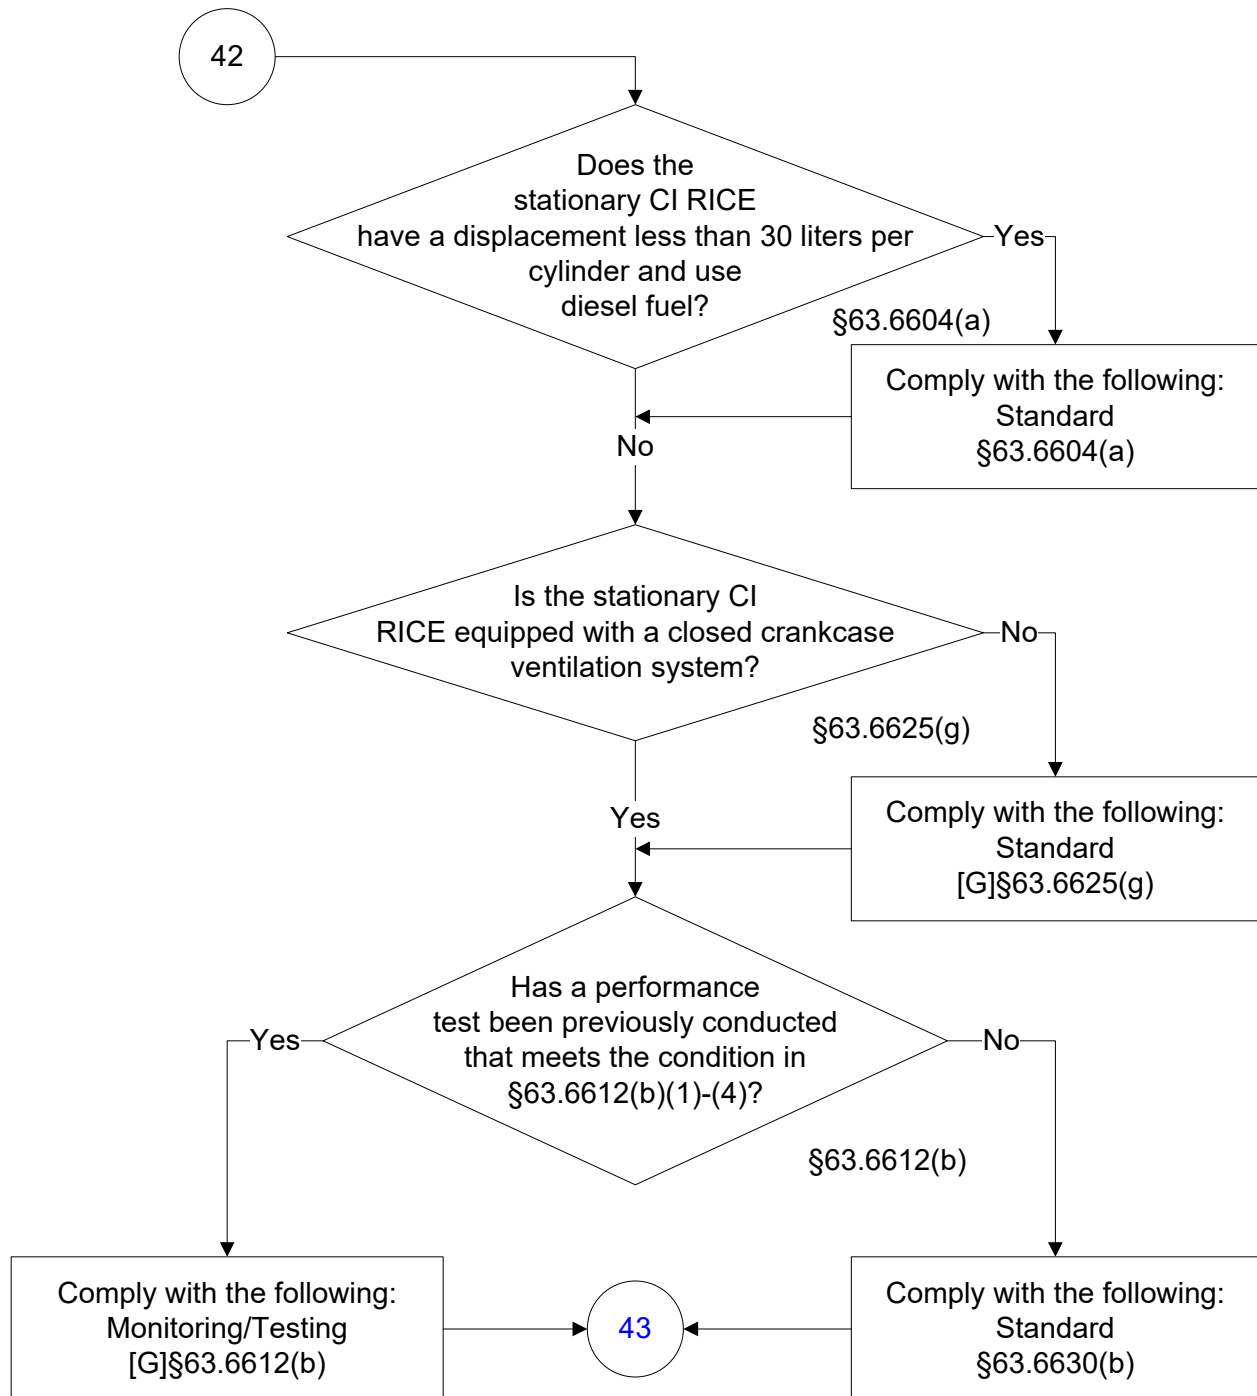 42
Does the
stationary CI RICE
have a displacement less than 30 liters per
cylinder and use
diesel fuel?
Yes
§63.6604(a)
Comply with the following:
Standard
§63.6604(a)
No
Is the stationary CI
RICE equipped with a closed crankcase
ventilation system?
No
§63.6625(g)
Comply with the following:
Standard
[G]§63.6625(g)
Yes
Has a performance
test been previously conducted
that meets the condition in
§63.6612(b)(1)-(4)?
Yes
No
§63.6612(b)
Comply with the following:
Monitoring/Testing
[G]§63.6612(b)
43
Comply with the following:
Standard
§63.6630(b)